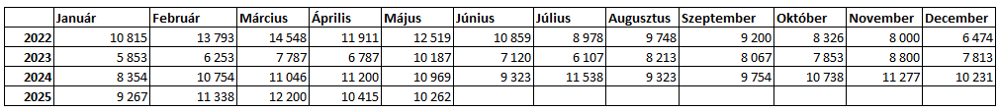 Január Február Március Április Május Június Július Augusztus Szeptember Október November December
2022 10 815 13 793 14 548 11 911 12 519 10 859 8 978 9 748 9 200 8 326 8 000 6 474
2023 5 853 6 253 7 787 6 787 10 187 7 120 6 107 8 213 8 067 7 853 8 800 7 813
2024 8 354 10 754 11 046 11 200 10 969 9 323 11 538 9 323 9 754 10 738 11 277 10 231
2025 9 267 11 338 12 200 10 415 10 262